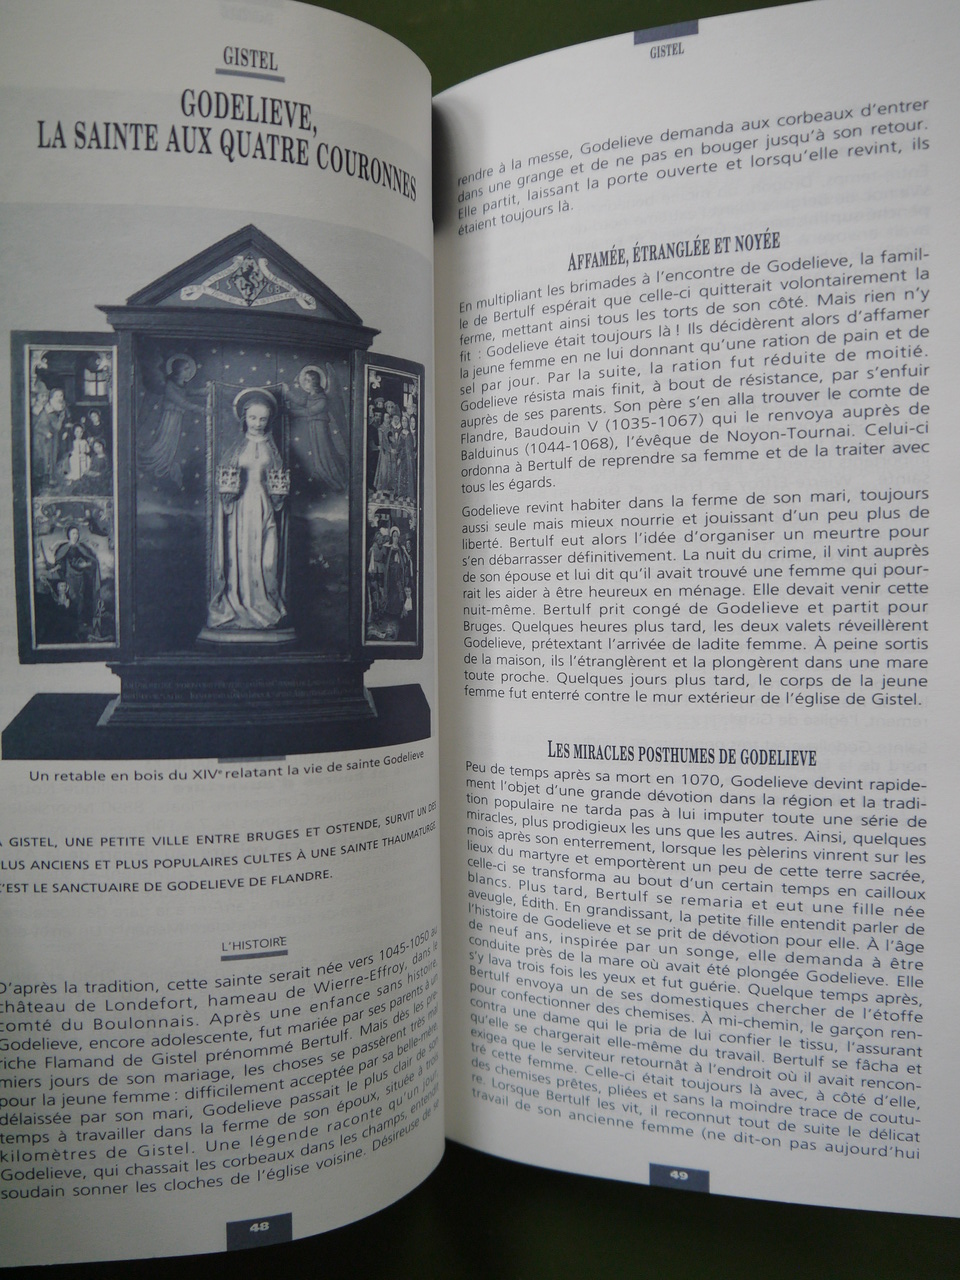 GISTEL
GODELIEVE,
LA SAINTE AUX QUATRE COURONNES
Un retable en bois du XIVe relatant la vie de sainte Godelieve
À GISTEL, UNE PETITE VILLE ENTRE BRUGES ET OSTENDE, SURVIT UN DES
PLUS ANCIENS ET PLUS POPULAIRES CULTES À UNE SAINTE THAUMATURGE.
C'EST LE SANCTUAIRE DE GODELIEVE DE FLANDRE.
L'HISTOIRE
D'après la tradition, cette sainte serait née vers 1045-1050 au
château de Londefort, hameau de Wierre-Effroy, dans le
comté du Boulonnais. Après une enfance sans histoire,
Godelieve, encore adolescente, fut mariée par ses parents à un
riche Flamand de Gistel prénommé Bertulf. Mais dès les pre-
miers jours de son mariage, les choses se passèrent très mal
pour la jeune femme : difficilement acceptée par sa belle-mère,
délaissée par son mari, Godelieve passait le plus clair de son
temps à travailler dans la ferme de son époux, située à trois
kilomètres de Gistel. Une légende raconte qu'un jour,
Godelieve, qui chassait les corbeaux dans les champs, entendit
soudain sonner les cloches de l'église voisine. Désireuse de se
48
GISTEL
rendre à la messe, Godelieve demanda aux corbeaux d'entrer
dans une grange et de ne pas en bouger jusqu'à son retour.
Elle partit, laissant la porte ouverte et lorsqu'elle revint, ils
étaient toujours là.
AFFAMÉE, ÉTRANGLÉE ET NOYÉE
En multipliant les brimades à l'encontre de Godelieve, la famil-
le de Bertulf espérait que celle-ci quitterait volontairement la
ferme, mettant ainsi tous les torts de son côté. Mais rien n'y
fit : Godelieve était toujours là ! Ils décidèrent alors d'affamer
la jeune femme en ne lui donnant qu'une ration de pain et de
sel par jour. Par la suite, la ration fut réduite de moitié.
Godelieve résista mais finit, à bout de résistance, par s'enfuir
auprès de ses parents. Son père s'en alla trouver le comte de
Flandre, Baudouin V (1035-1067) qui le renvoya auprès de
Balduinus (1044-1068), l'évêque de Noyon-Tournai. Celui-ci
ordonna à Bertulf de reprendre sa femme et de la traiter avec
tous les égards.
Godelieve revint habiter dans la ferme de son mari, toujours
aussi seule mais mieux nourrie et jouissant d'un peu plus de
liberté. Bertulf eut alors l'idée d'organiser un meurtre pour
s'en débarrasser définitivement. La nuit du crime, il vint auprès
de son épouse et lui dit qu'il avait trouvé une femme qui pour-
rait les aider à être heureux en ménage. Elle devait venir cette
nuit-même. Bertulf prit congé de Godelieve et partit pour
Bruges. Quelques heures plus tard, les deux valets réveillèrent
Godelieve, prétextant l'arrivée de ladite femme. À peine sortis
de la maison, ils l'étranglèrent et la plongèrent dans une mare
toute proche. Quelques jours plus tard, le corps de la jeune
femme fut enterré contre le mur extérieur de l'église de Gistel.
LES MIRACLES POSTHUMES DE GODELIEVE
Peu de temps après sa mort en 1070, Godelieve devint rapide-
ment l'objet d'une grande dévotion dans la région et la tradi-
tion populaire ne tarda pas à lui imputer toute une série de
miracles, plus prodigieux les uns que les autres. Ainsi, quelques
mois après son enterrement, lorsque les pèlerins vinrent sur les
lieux du martyre et emportèrent un peu de cette terre sacrée,
celle-ci se transforma au bout d'un certain temps en cailloux
blancs. Plus tard, Bertulf se remaria et eut une fille née
aveugle, Édith. En grandissant, la petite fille entendit parler de
l'histoire de Godelieve et se prit de dévotion pour elle. À l'âge
de neuf ans, inspirée par un songe, elle demanda à être
conduite près de la mare où avait été plongée Godelieve. Elle
s'y lava trois fois les yeux et fut guérie. Quelque temps après,
Bertulf envoya un de ses domestiques chercher de l'étoffe
pour confectionner des chemises. À mi-chemin, le garçon ren-
contra une dame qui le pria de lui confier le tissu, l'assurant
qu'elle se chargerait elle-même du travail. Bertulf se fâcha et
exigea que le serviteur retournât à l'endroit où il avait rencon-
tré cette femme. Celle-ci était toujours là avec, à côté d'elle,
des chemises prêtes, pliées et sans la moindre trace de coutu-
re. Lorsque Bertulf les vit, il reconnut tout de suite le délicat
travail de son ancienne femme (ne dit-on pas aujourd'hui
49